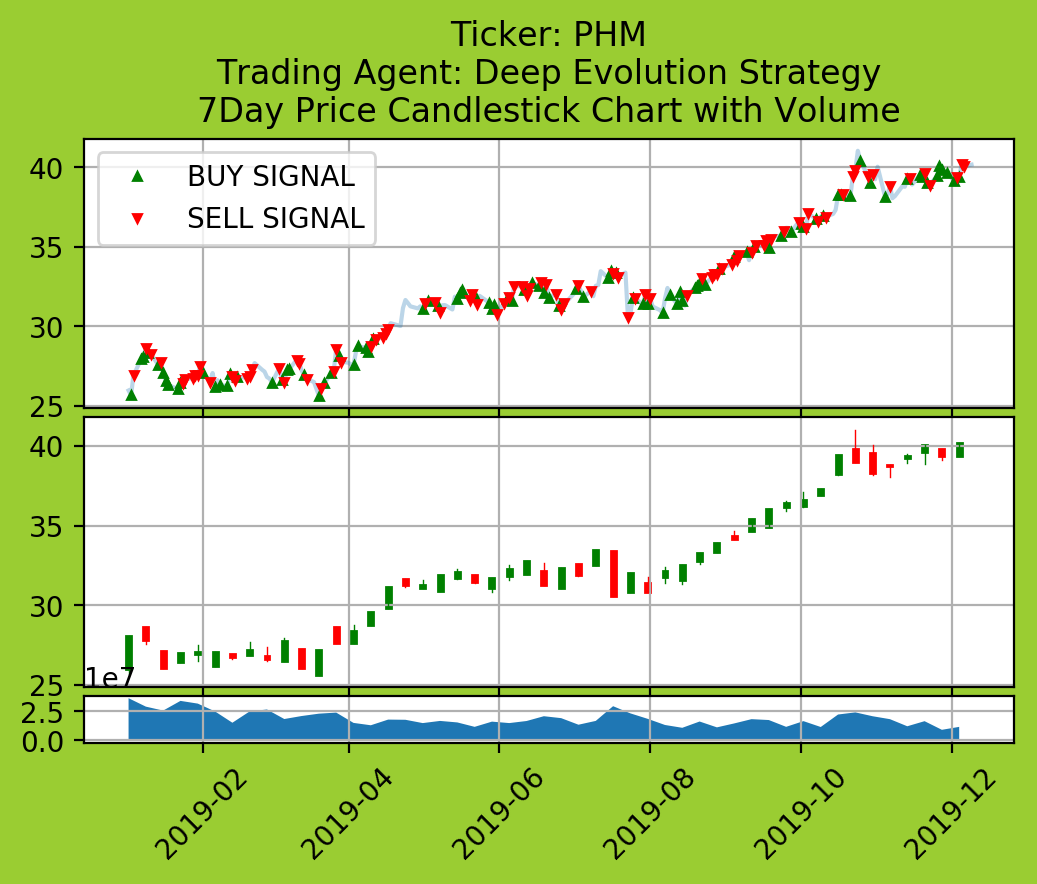 Ticker: PHM
Trading Agent: Deep Evolution Strategy
7Day Price Candlestick Chart with Volume
BUY SIGNAL
SELL SIGNAL
40
35
30
25
40
35
30
25
1e7
2.5
0.0
2019-02 2019-04 2019-06 2019-08 2019-10 2019-12